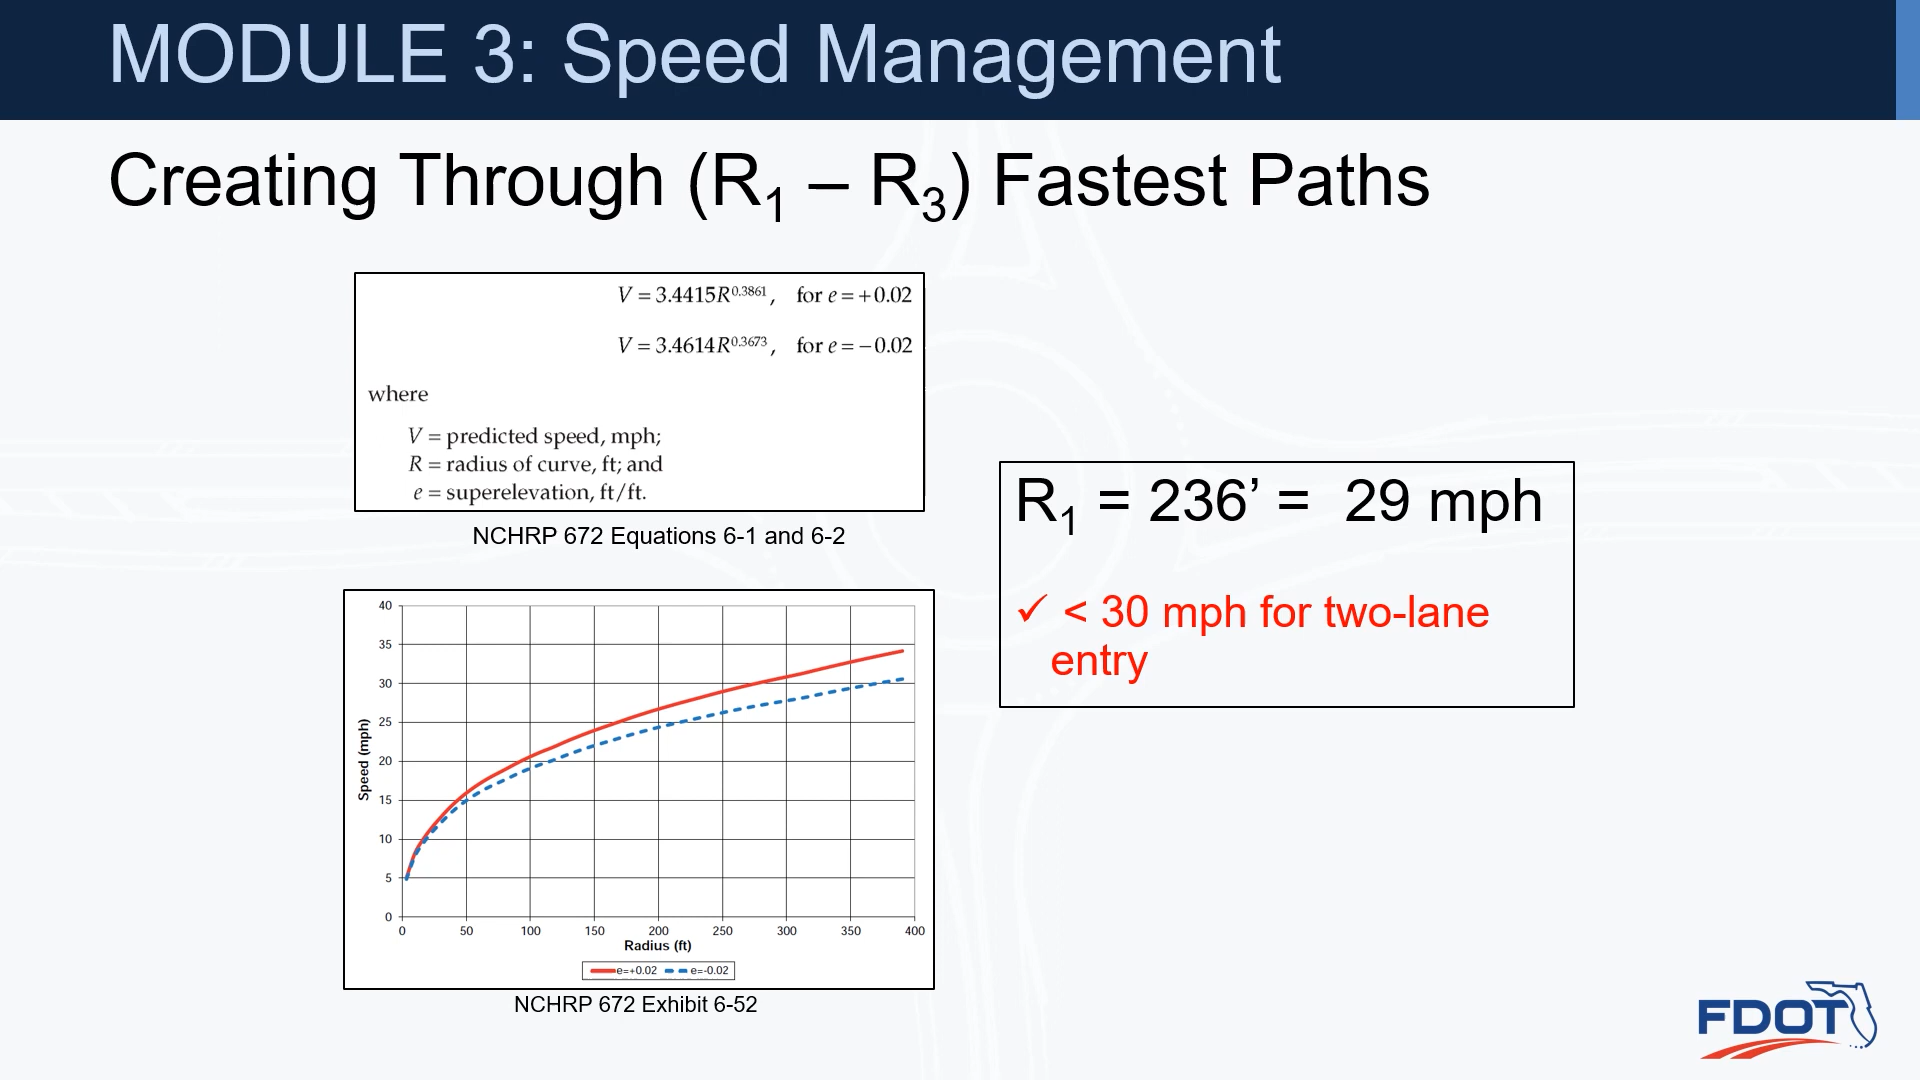 MODULE 3: Speed Management
Creating Through (R1 – R3) Fastest Paths
V = 3.4415R0.3861, for e = +0.02
V = 3.4614R0.3673, for e = −0.02
where
V = predicted speed, mph;
R = radius of curve, ft; and
e = superelevation, ft/ft.
NCHRP 672 Equations 6-1 and 6-2
R1 = 236’ = 29 mph
✓ < 30 mph for two-lane
entry
40
35
30
25
20
15
10
5
0
Speed (mph)
0 50 100 150 200 250 300 350 400
Radius (ft)
e=+0.02 e=-0.02
NCHRP 672 Exhibit 6-52
FDOT